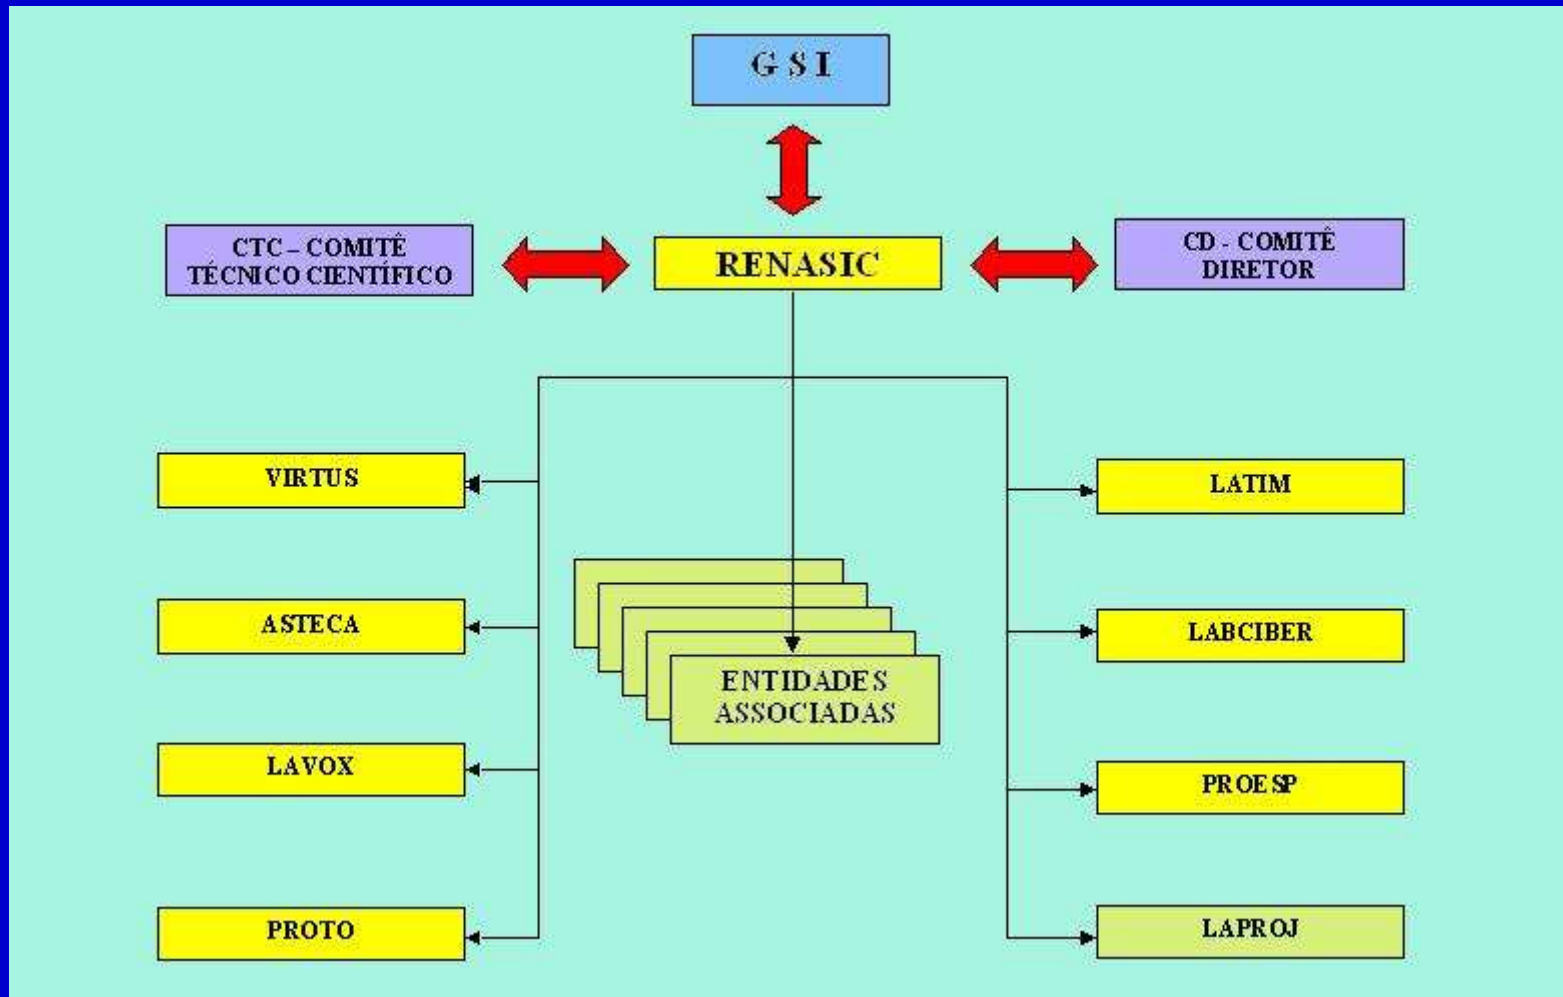 G S I
CTC – COMITÊ
TÉCNICO CIENTÍFICO
RENASIC
CD - COMITÊ
DIRETOR
VIRTUS
LATIM
ASTECA
LABCIBER
ENTIDADES
ASSOCIADAS
LAVOX
PROESP
PROTO
LAPROJ